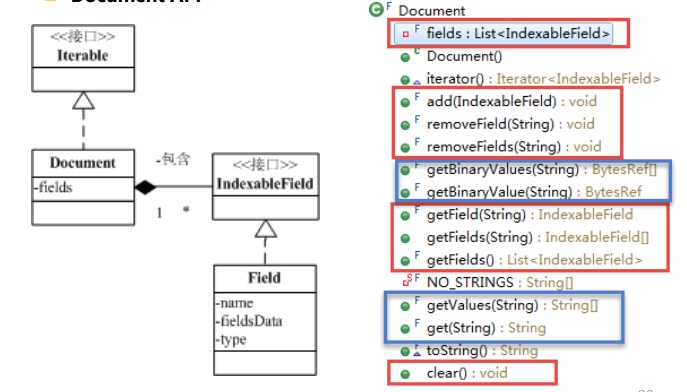 Document API
<<接口>>
Iterable
Document
-fields
-包含
1 *
<<接口>>
IndexableField
Field
-name
-fieldsData
-type
Document
fields : List<IndexableField>
Document()
iterator() : Iterator<IndexableField>
add(IndexableField) : void
removeField(String) : void
removeFields(String) : void
getBinaryValues(String) : BytesRef[]
getBinaryValue(String) : BytesRef
getField(String) : IndexableField
getFields(String) : IndexableField[]
getFields() : List<IndexableField>
NO_STRINGS : String[]
getValues(String) : String[]
get(String) : String
toString() : String
clear() : void